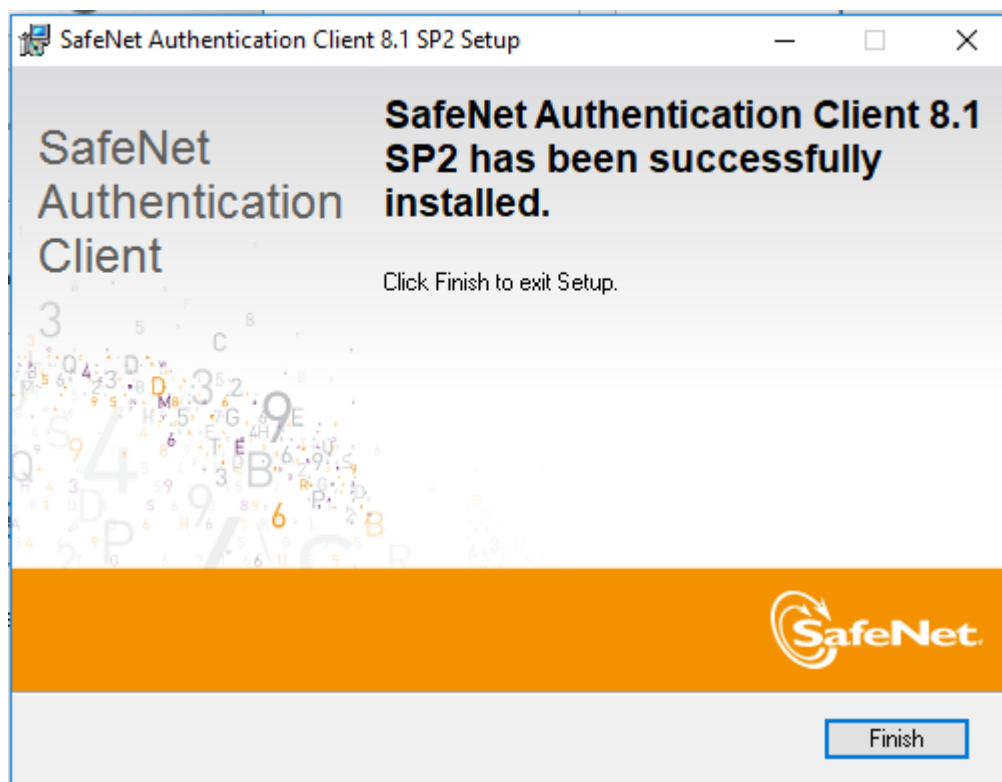 SafeNet Authentication Client 8.1 SP2 Setup
SafeNet
Authentication
Client
SafeNet Authentication Client 8.1
SP2 has been successfully
installed.
Click Finish to exit Setup.
SafeNet.
Finish